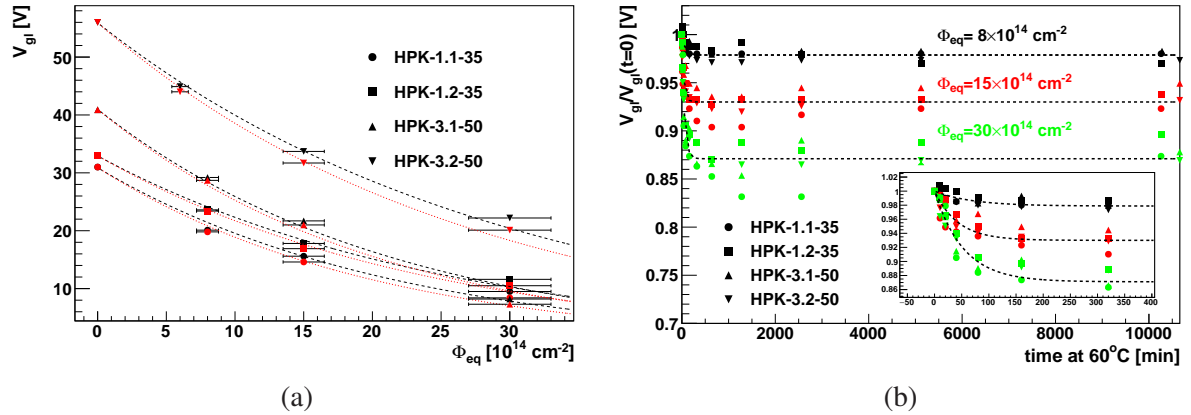 V_gl [V]
50
40
30
20
10
0 5 10 15 20 25 30
Φ_eq [10^14 cm^-2]
HPK-1.1-35
HPK-1.2-35
HPK-3.1-50
HPK-3.2-50
(a)
V_gl/V_gl(t=0) [V]
1
0.95
0.9
0.85
0.8
0.75
0.7
0 2000 4000 6000 8000 10000
time at 60°C [min]
Φ_eq= 8×10^14 cm^-2
Φ_eq=15×10^14 cm^-2
Φ_eq=30×10^14 cm^-2
HPK-1.1-35
HPK-1.2-35
HPK-3.1-50
HPK-3.2-50
1.02
1
0.98
0.96
0.94
0.92
0.9
0.88
0.86
-50 0 50 100 150 200 250 300 350 400
(b)